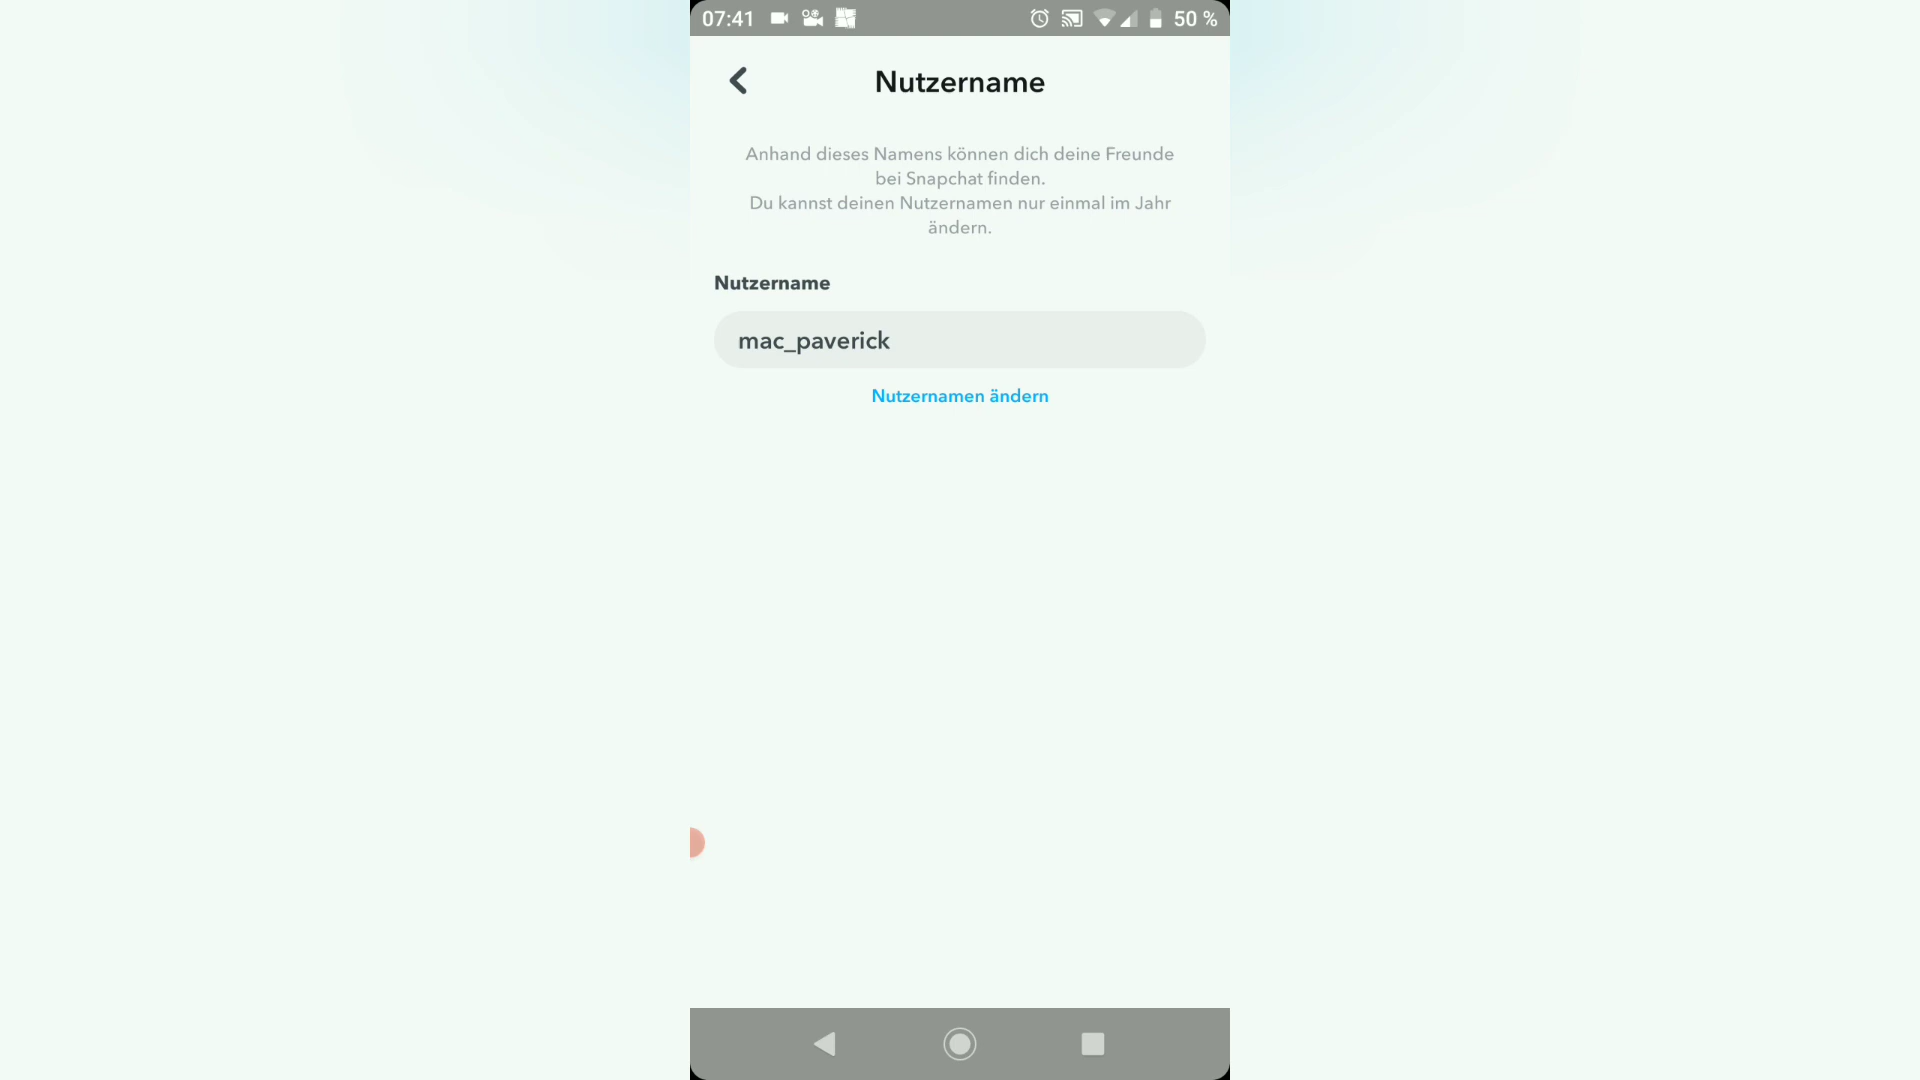 07:41
50 %
Nutzername
Anhand dieses Namens können dich deine Freunde
bei Snapchat finden.
Du kannst deinen Nutzernamen nur einmal im Jahr
ändern.
Nutzername
mac_paverick
Nutzernamen ändern